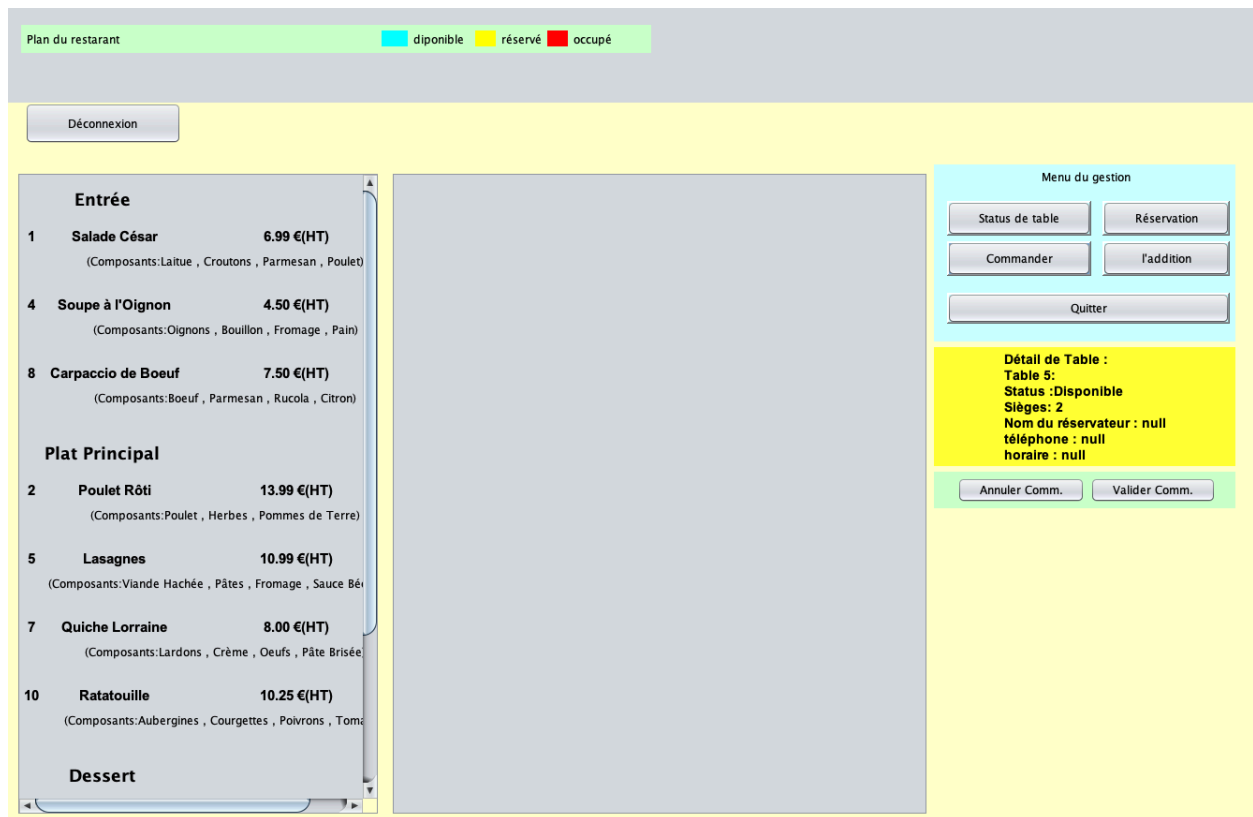 Plan du restarant diponible réservé occupé
Déconnexion
Entrée
1 Salade César 6.99 €(HT)
(Composants:Laitue , Croutons , Parmesan , Poulet)
4 Soupe à l'Oignon 4.50 €(HT)
(Composants:Oignons , Bouillon , Fromage , Pain)
8 Carpaccio de Boeuf 7.50 €(HT)
(Composants:Boeuf , Parmesan , Rucola , Citron)
Plat Principal
2 Poulet Rôti 13.99 €(HT)
(Composants:Poulet , Herbes , Pommes de Terre)
5 Lasagnes 10.99 €(HT)
(Composants:Viande Hachée , Pâtes , Fromage , Sauce
7 Quiche Lorraine 8.00 €(HT)
(Composants:Lardons , Crème , Oeufs , Pâte Brisée)
10 Ratatouille 10.25 €(HT)
(Composants:Aubergines , Courgettes , Poivrons ,
Dessert
Menu du gestion
Status de table Réservation
Commander l'addition
Quitter
Détail de Table :
Table 5:
Status :Disponible
Sièges: 2
Nom du réservateur : null
téléphone : null
horaire : null
Annuler Comm. Valider Comm.